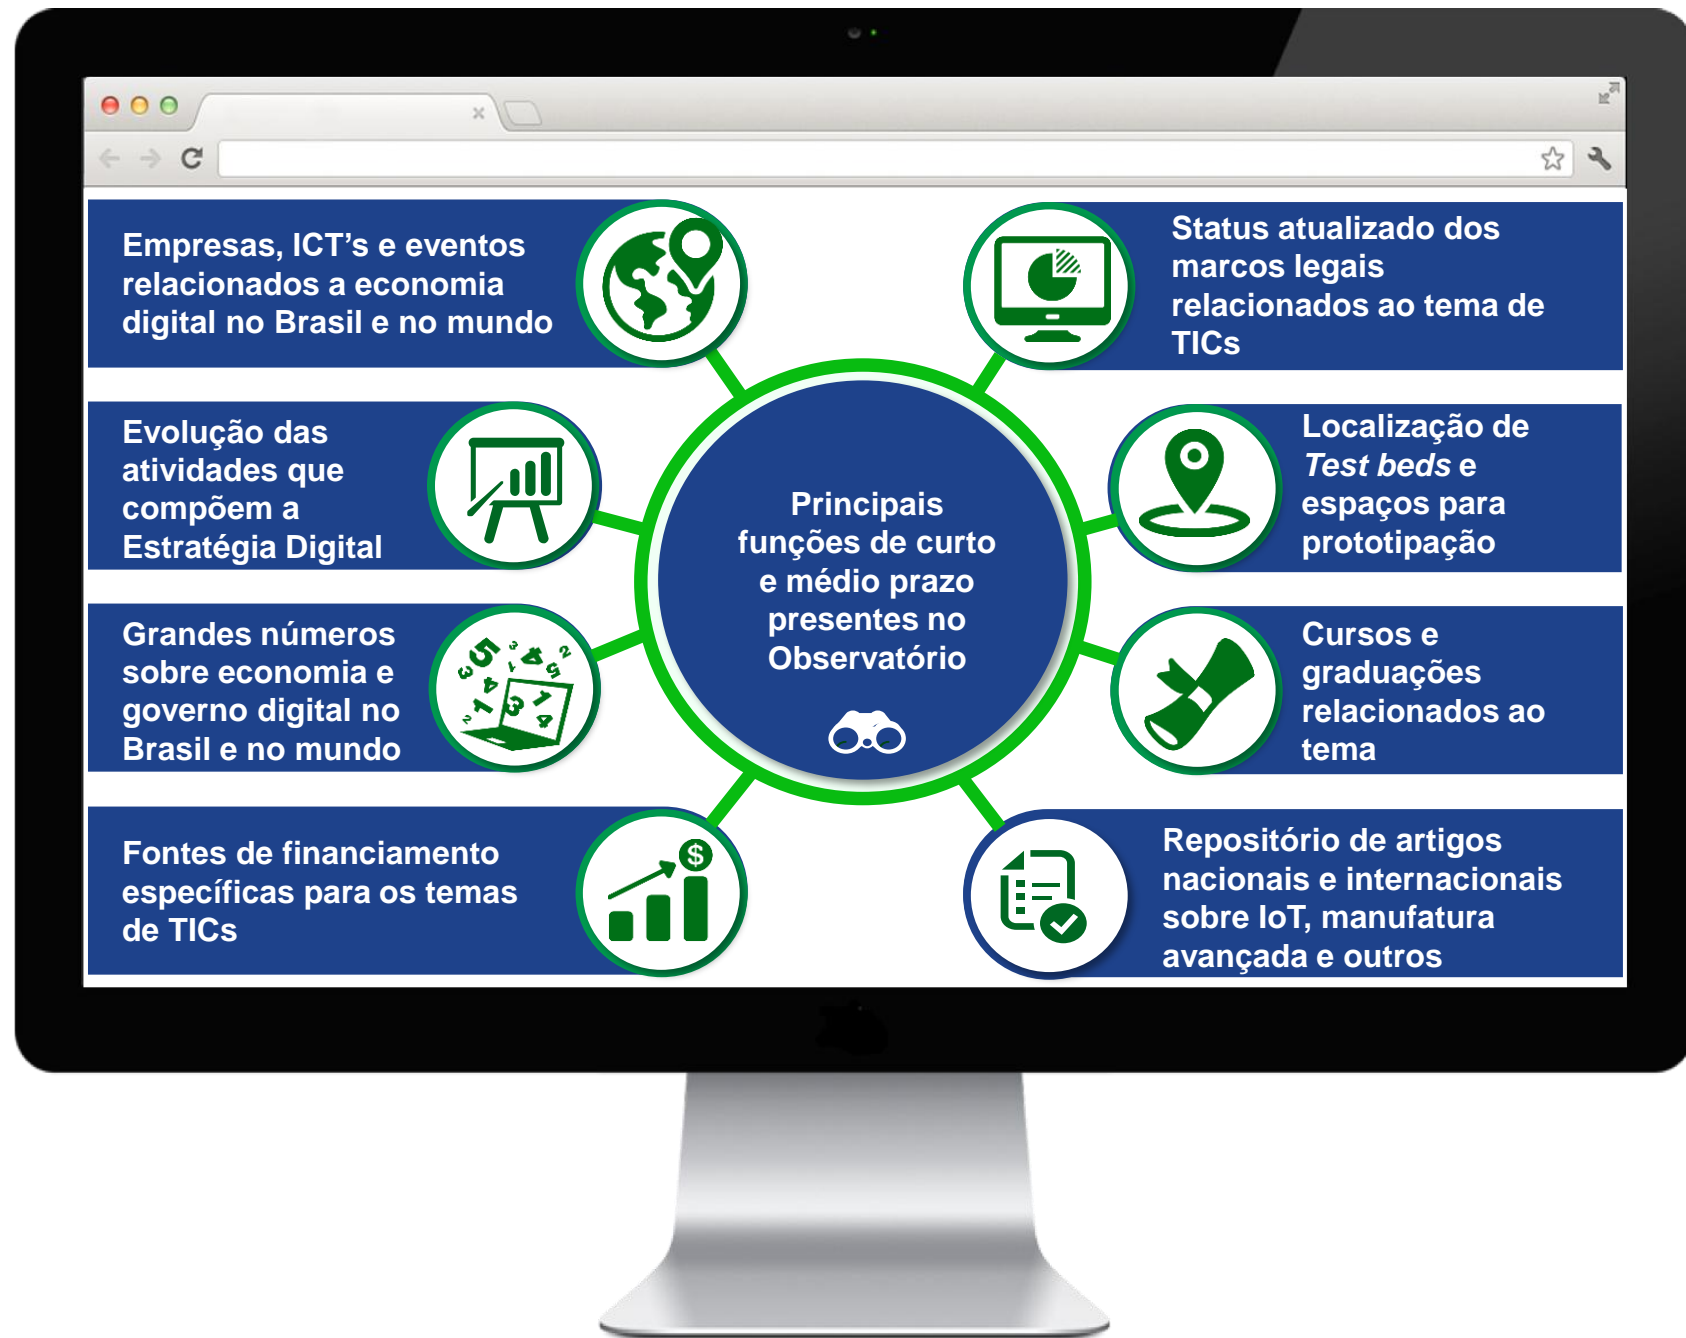 Empresas, ICT’s e eventos
relacionados a economia
digital no Brasil e no mundo
Evolução das
atividades que
compõem a
Estratégia Digital
Grandes números
sobre economia e
governo digital no
Brasil e no mundo
Fontes de financiamento
específicas para os temas
de TICs
Principais
funções de curto
e médio prazo
presentes no
Observatório
Status atualizado dos
marcos legais
relacionados ao tema de
TICs
Localização de
Test beds e
espaços para
prototipação
Cursos e
graduações
relacionados ao
tema
Repositório de artigos
nacionais e internacionais
sobre IoT, manufatura
avançada e outros